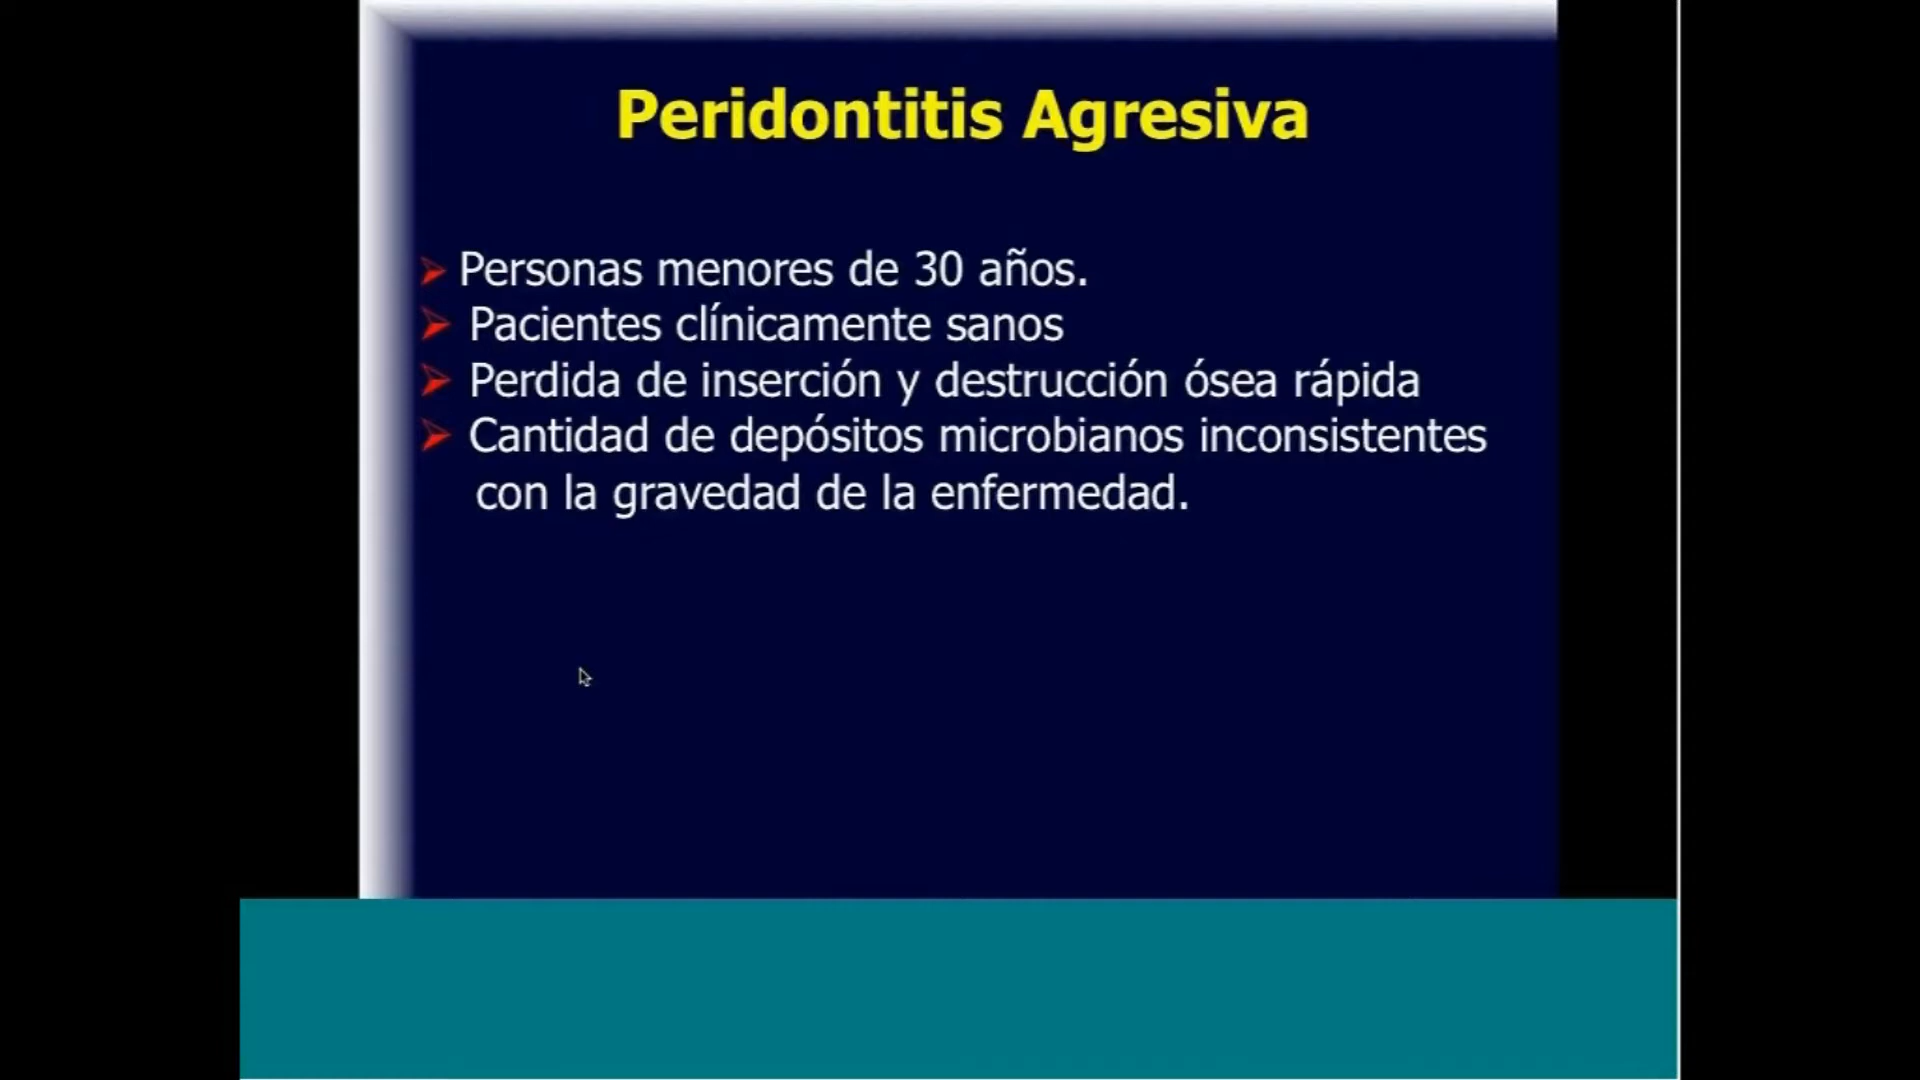 Peridontitis Agresiva
Personas menores de 30 años.
Pacientes clínicamente sanos
Perdida de inserción y destrucción ósea rápida
Cantidad de depósitos microbianos inconsistentes
con la gravedad de la enfermedad.